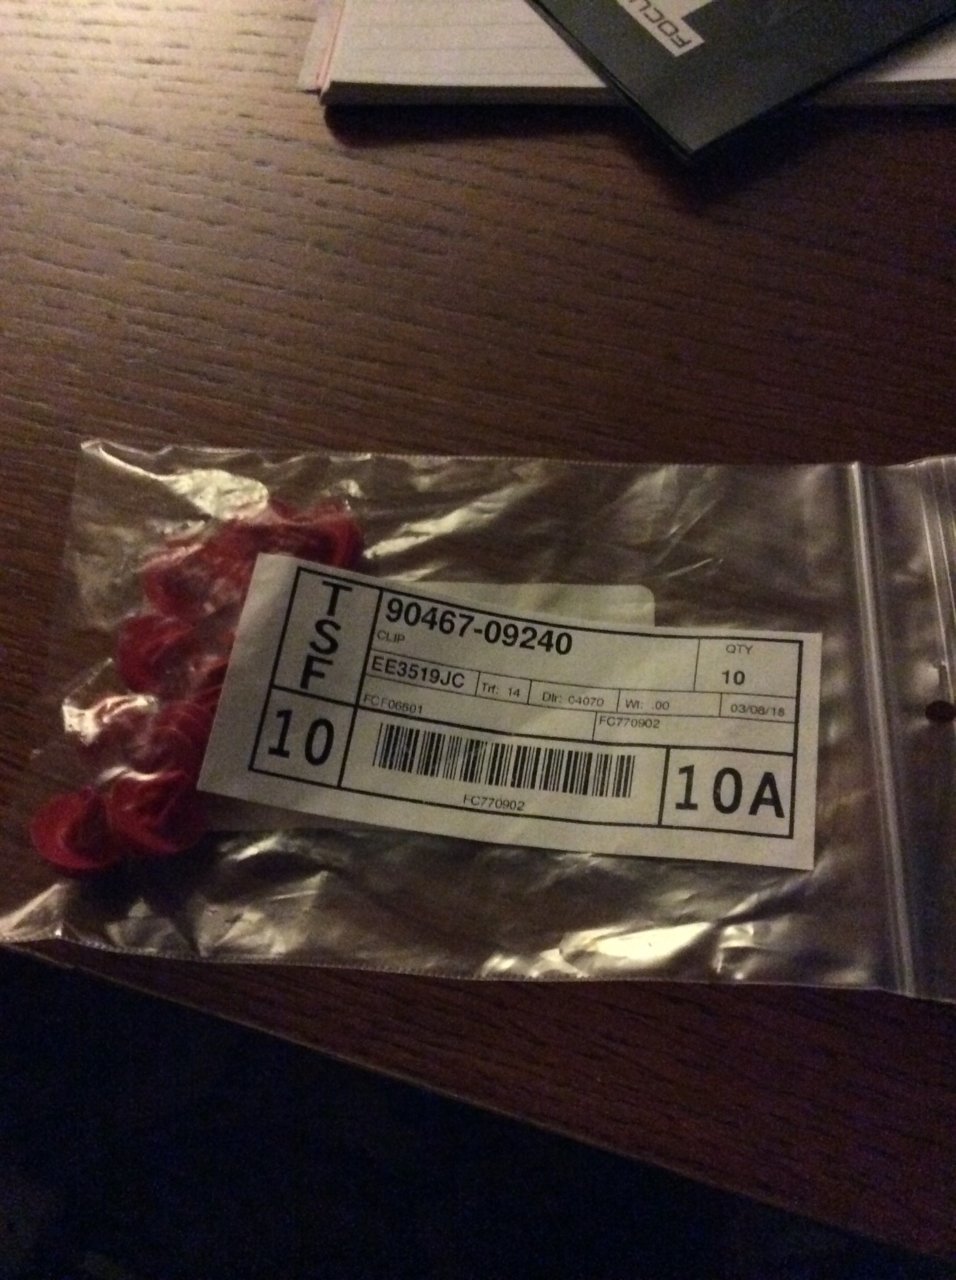 FOCU
TSF
90467-09240
CLIP
QTY
10
EE3519JC
Trf: 14
Dlr: 04070
Wt: .00
03/08/18
FCF06601
FC770902
10
FC770902
10A